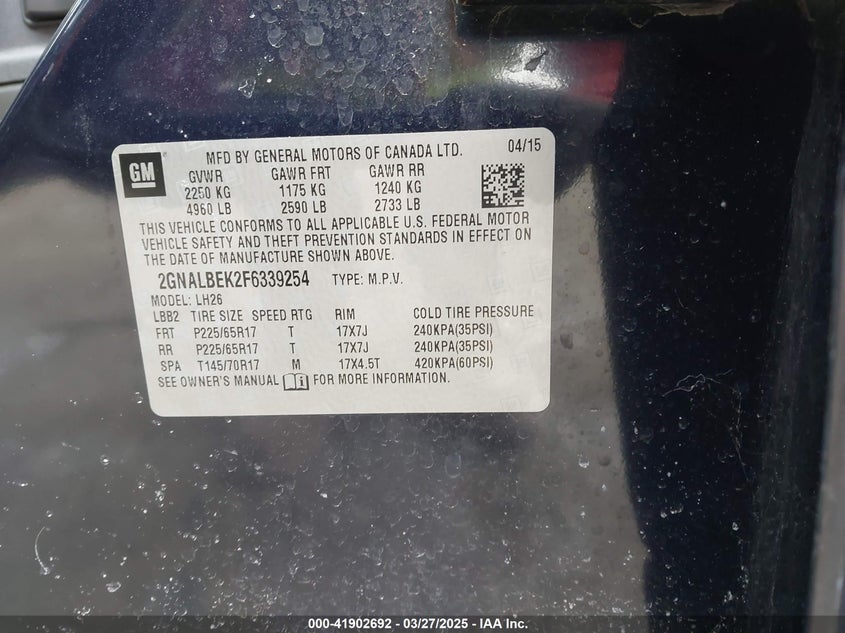 GM
MFD BY GENERAL MOTORS OF CANADA LTD. 04/15
GVWR GAWR FRT GAWR RR
2250 KG 1175 KG 1240 KG
4960 LB 2590 LB 2733 LB
THIS VEHICLE CONFORMS TO ALL APPLICABLE U.S. FEDERAL MOTOR
VEHICLE SAFETY AND THEFT PREVENTION STANDARDS IN EFFECT ON
THE DATE OF MANUFACTURE SHOWN ABOVE.
2GNALBEK2F6339254 TYPE: M.P.V.
MODEL: LH26
LBB2 TIRE SIZE SPEED RTG RIM COLD TIRE PRESSURE
FRT P225/65R17 T 17X7J 240KPA(35PSI)
RR P225/65R17 T 17X7J 240KPA(35PSI)
SPA T145/70R17 M 17X4.5T 420KPA(60PSI)
SEE OWNER'S MANUAL FOR MORE INFORMATION.
000-41902692 - 03/27/2025 - IAA Inc.